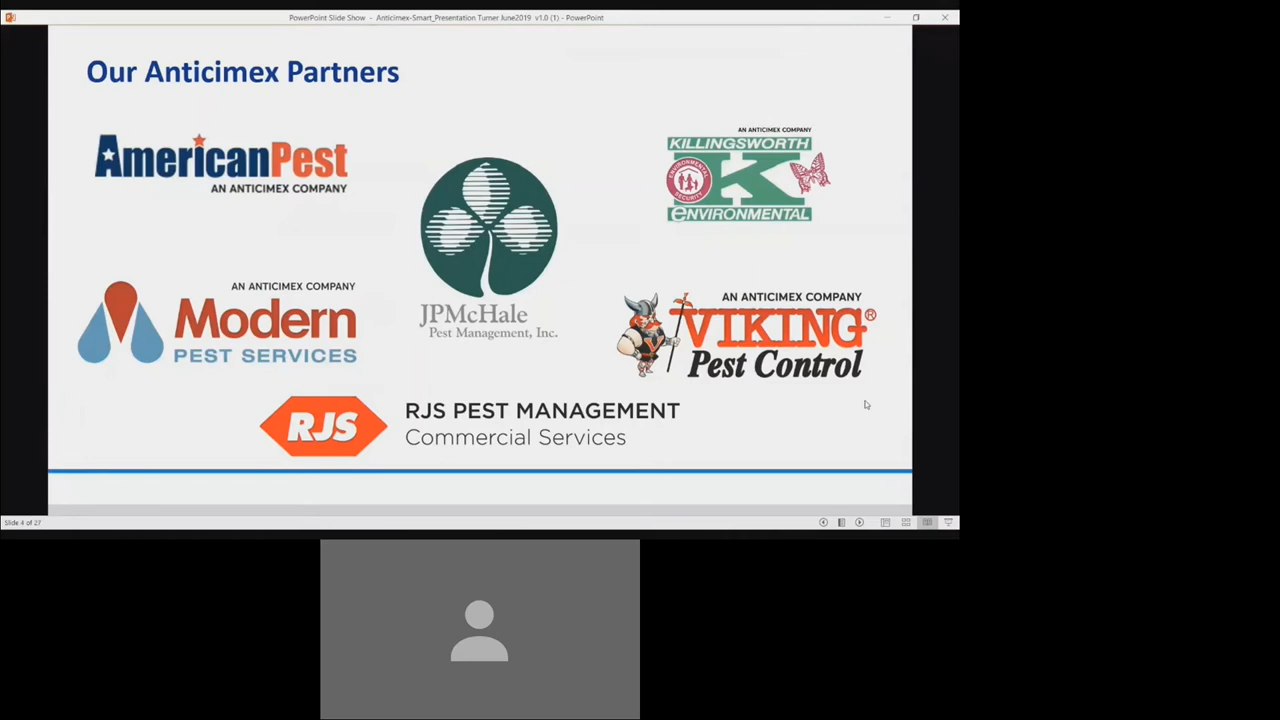 PowerPoint Slide Show - Anticimex-Smart_Presentation Turner June2019 v1.0 (1) - PowerPoint
Our Anticimex Partners
AmericanPest
AN ANTICIMEX COMPANY
JPMcHale
Pest Management, Inc.
AN ANTICIMEX COMPANY
KILLINGSWORTH
ENVIRONMENTAL SECURITY
K
eNVIRONMENTAL
AN ANTICIMEX COMPANY
Modern
PEST SERVICES
AN ANTICIMEX COMPANY
VIKING®
Pest Control
RJS
RJS PEST MANAGEMENT
Commercial Services
Slide 4 of 27